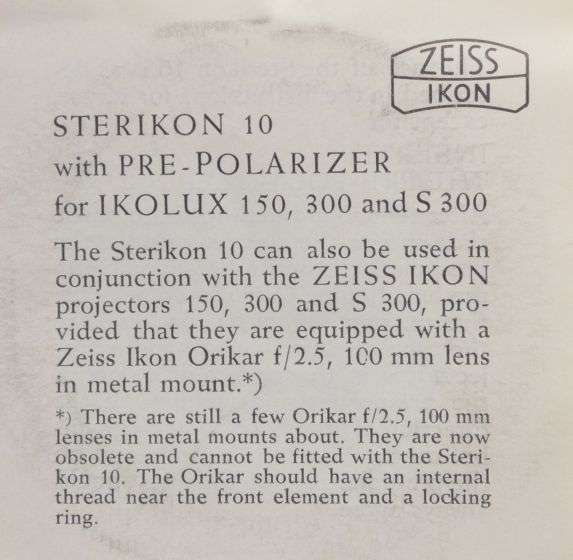 ZEISS
IKON
STERIKON 10
with PRE-POLARIZER
for IKOLUX 150, 300 and S 300
The Sterikon 10 can also be used in
conjunction with the ZEISS IKON
projectors 150, 300 and S 300, pro-
vided that they are equipped with a
Zeiss Ikon Orikar f/2.5, 100 mm lens
in metal mount.*)
*) There are still a few Orikar f/2.5, 100 mm
lenses in metal mounts about. They are now
obsolete and cannot be fitted with the Steri-
kon 10. The Orikar should have an internal
thread near the front element and a locking
ring.